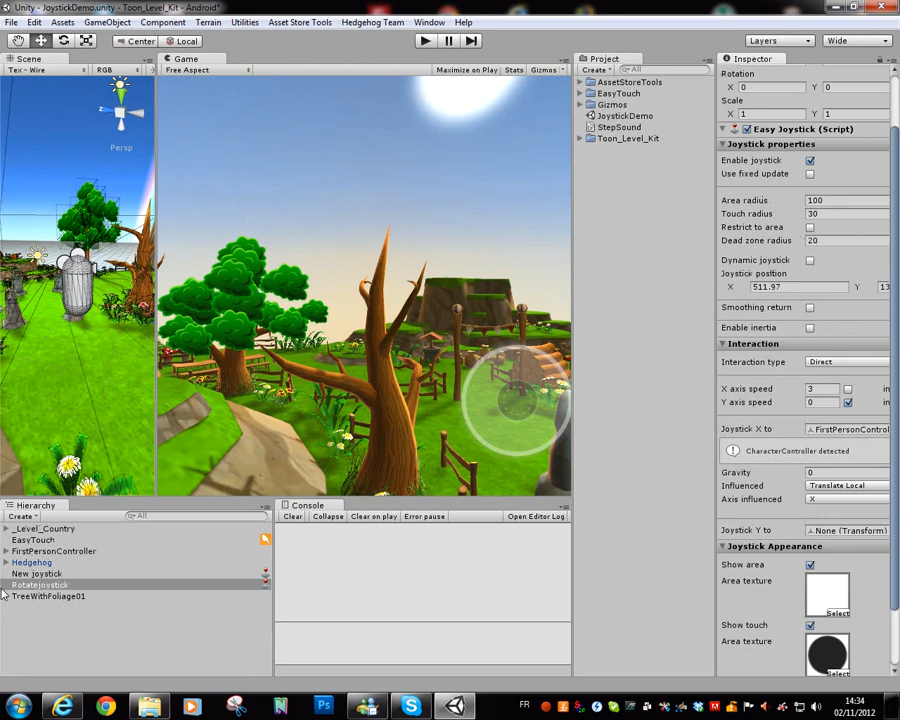 Unity - JoystickDemo.unity - Toon_Level_Kit - Android*
File Edit Assets GameObject Component Terrain Utilities Asset Store Tools Hedgehog Team Window Help
Center Local Layers Wide
Scene Game Project Inspector
Tex - Wire RGB Free Aspect Maximize on Play Stats Gizmos Create All
Rotation
X 0 Y 0
Scale
X 1 Y 1
z
Persp
AssetStoreTools
EasyTouch
Gizmos
JoystickDemo
StepSound
Toon_Level_Kit
Easy Joystick (Script)
Joystick properties
Enable joystick
Use fixed update
Area radius 100
Touch radius 30
Restrict to area
Dead zone radius 20
Dynamic joystick
Joystick position
X 511.97 Y 13
Smoothing return
Enable inertia
Interaction
Interaction type Direct
X axis speed 3 in
Y axis speed 0 in
Joystick X to FirstPersonControl
CharacterController detected
Gravity 0
Influenced Translate Local
Axis influenced X
Joystick Y to None (Transform)
Joystick Appearance
Show area
Area texture
Select
Show touch
Area texture
Select
Hierarchy
Create All
_Level_Country
EasyTouch
FirstPersonController
Hedgehog
New joystick
Rotatejoystick
TreeWithFoliage01
Console
Clear Collapse Clear on play Error pause Open Editor Log
FR
14:34
02/11/2012